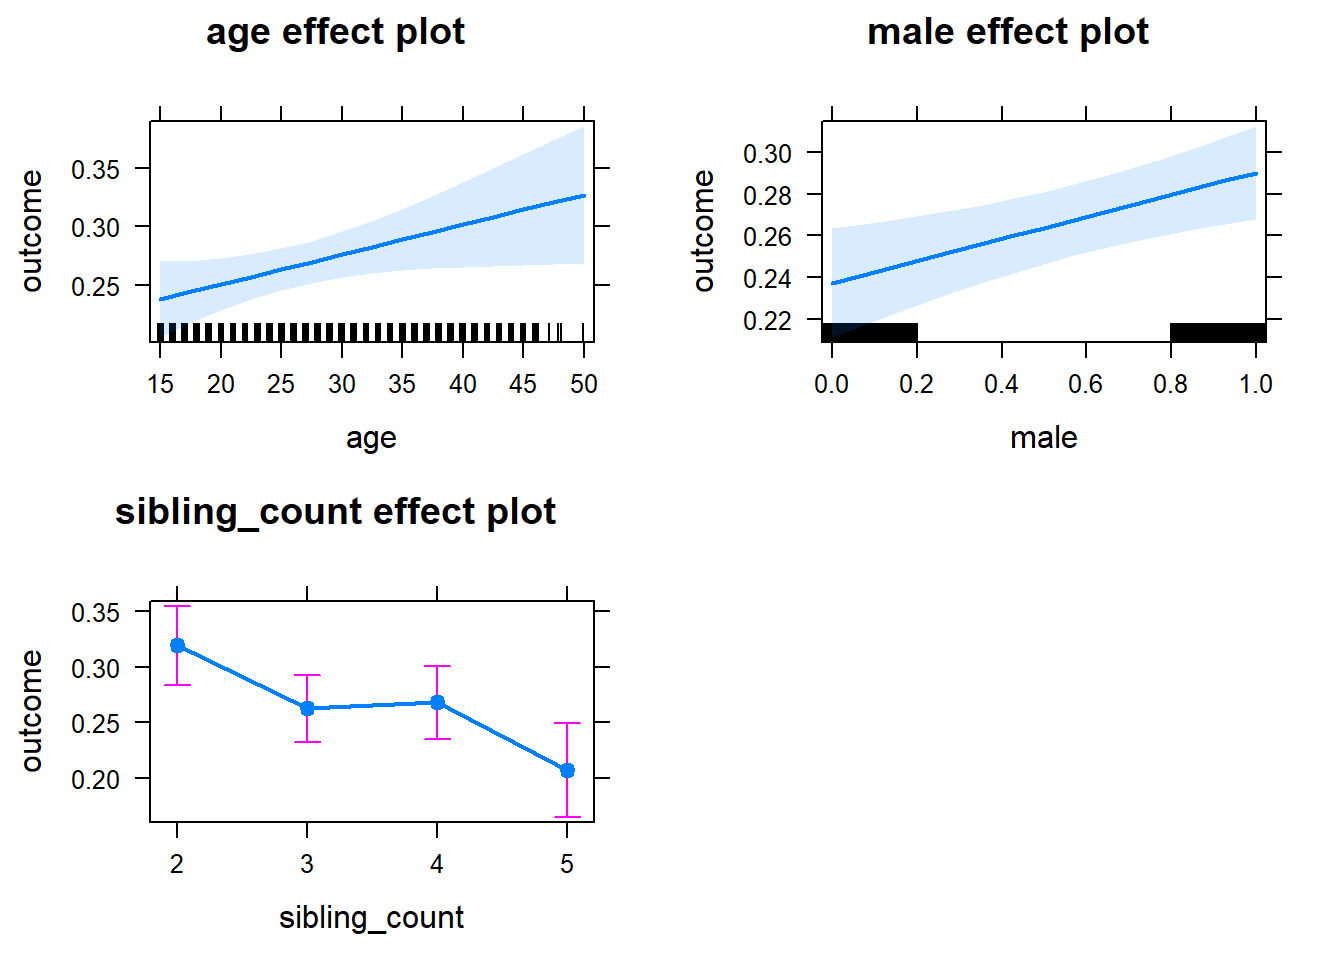 age effect plot
outcome
0.35
0.30
0.25
15 20 25 30 35 40 45 50
age
male effect plot
outcome
0.30
0.28
0.26
0.24
0.22
0.0 0.2 0.4 0.6 0.8 1.0
male
sibling_count effect plot
outcome
0.35
0.30
0.25
0.20
2 3 4 5
sibling_count